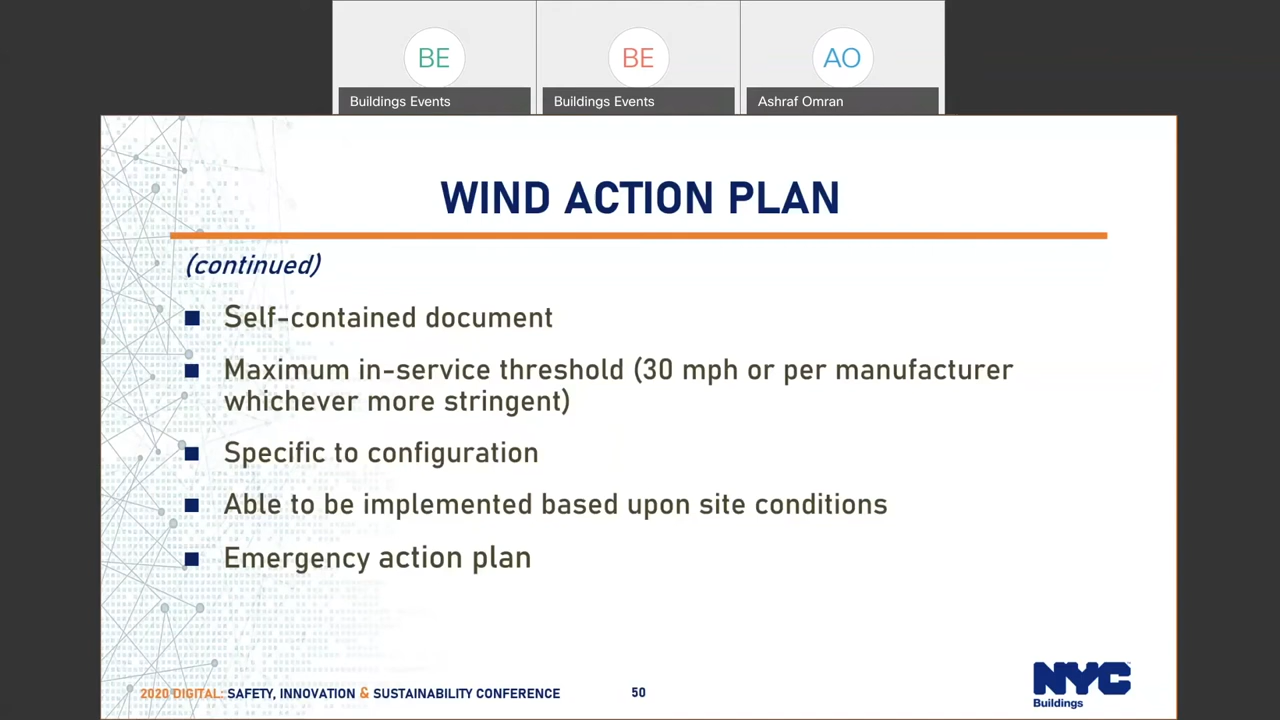 BE
BE
AO
Buildings Events
Buildings Events
Ashraf Omran
WIND ACTION PLAN
(continued)
Self-contained document
Maximum in-service threshold (30 mph or per manufacturer
whichever more stringent)
Specific to configuration
Able to be implemented based upon site conditions
Emergency action plan
2020 DIGITAL: SAFETY, INNOVATION & SUSTAINABILITY CONFERENCE
50
NYC
Buildings